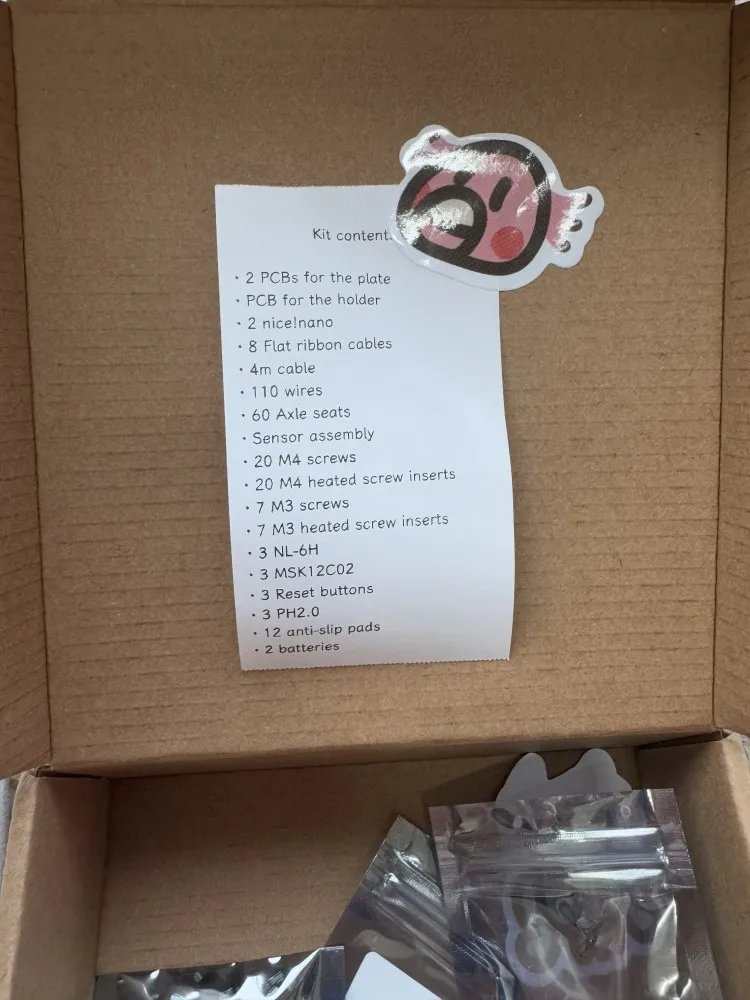 Kit content
• 2 PCBs for the plate
• PCB for the holder
• 2 nice!nano
• 8 Flat ribbon cables
• 4m cable
• 110 wires
• 60 Axle seats
• Sensor assembly
• 20 M4 screws
• 20 M4 heated screw inserts
• 7 M3 screws
• 7 M3 heated screw inserts
• 3 NL-6H
• 3 MSK12C02
• 3 Reset buttons
• 3 PH2.0
• 12 anti-slip pads
• 2 batteries